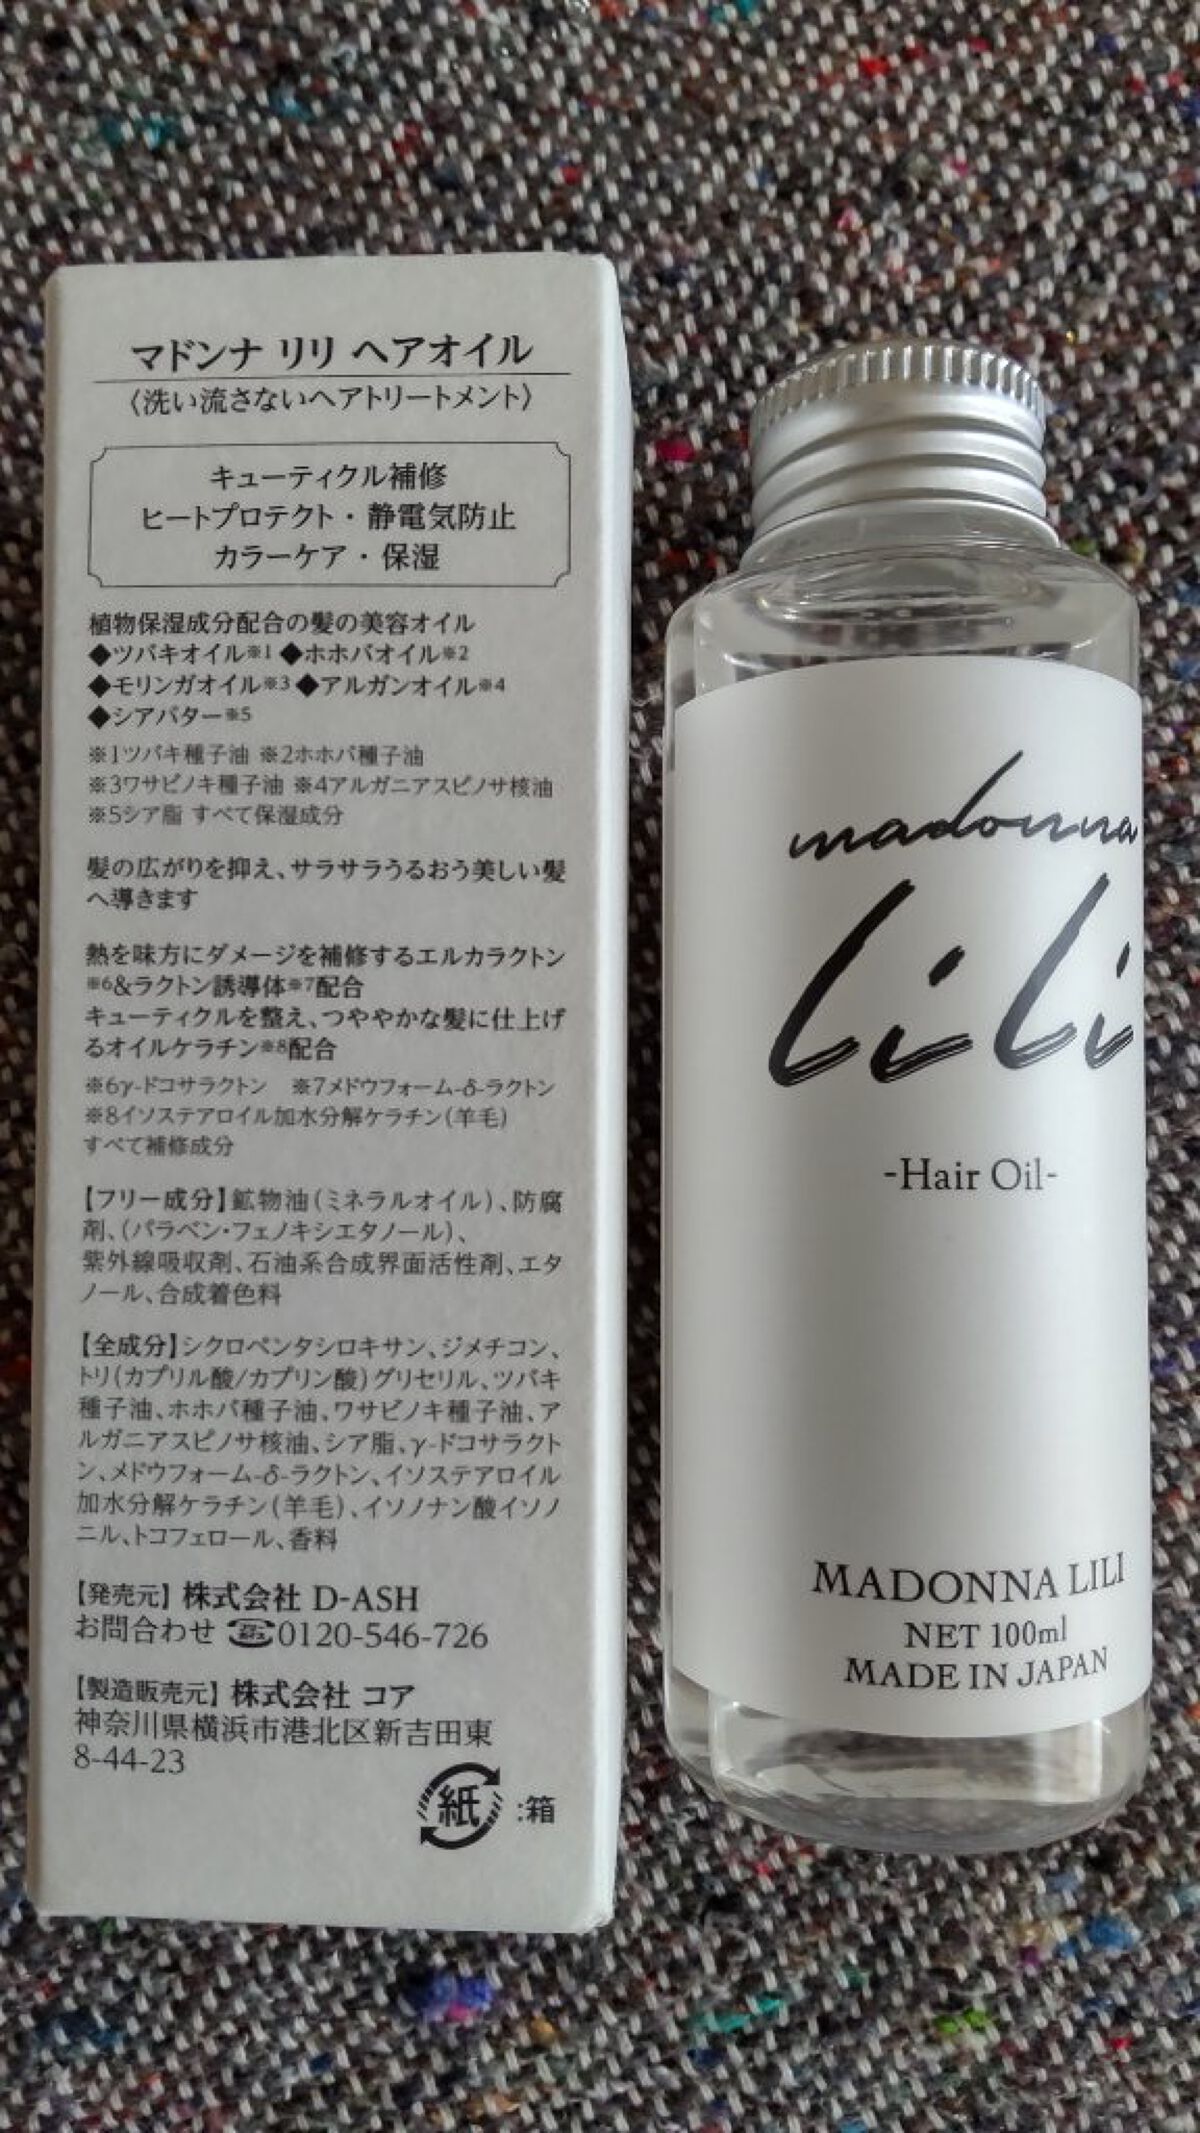 マドンナ リリ ヘアオイル
〈洗い流さないヘアトリートメント〉
キューティクル補修
ヒートプロテクト・静電気防止
カラーケア・保湿
植物保湿成分配合の髪の美容オイル
◆ツバキオイル※1 ◆ホホバオイル※2
◆モリンガオイル※3 ◆アルガンオイル※4
◆シアバター※5
※1ツバキ種子油 ※2ホホバ種子油
※3ワサビノキ種子油 ※4アルガニアスピノサ核油
※5シア脂 すべて保湿成分
髪の広がりを抑え、サラサラうるおう美しい髪
へ導きます
熱を味方にダメージを補修するエルカラクトン
※6&ラクトン誘導体※7配合
キューティクルを整え、つややかな髪に仕上げ
るオイルケラチン※8配合
※6γ-ドコサラクトン ※7メドウフォーム-δ-ラクトン
※8イソステアロイル加水分解ケラチン(羊毛)
すべて補修成分
【フリー成分】鉱物油(ミネラルオイル)、防腐
剤、(パラベン・フェノキシエタノール)、
紫外線吸収剤、石油系合成界面活性剤、エタ
ノール、合成着色料
【全成分】シクロペンタシロキサン、ジメチコン、
トリ(カプリル酸/カプリン酸)グリセリル、ツバキ
種子油、ホホバ種子油、ワサビノキ種子油、ア
ルガニアスピノサ核油、シア脂、γ-ドコサラクト
ン、メドウフォーム-δ-ラクトン、イソステアロイル
加水分解ケラチン(羊毛)、イソノナン酸イソノ
ニル、トコフェロール、香料
【発売元】株式会社 D-ASH
お問合わせ ☎0120-546-726
【製造販売元】株式会社 コア
神奈川県横浜市港北区新吉田東
8-44-23
紙 :箱
madonna
LiLi
-Hair Oil-
MADONNA LILI
NET 100ml
MADE IN JAPAN